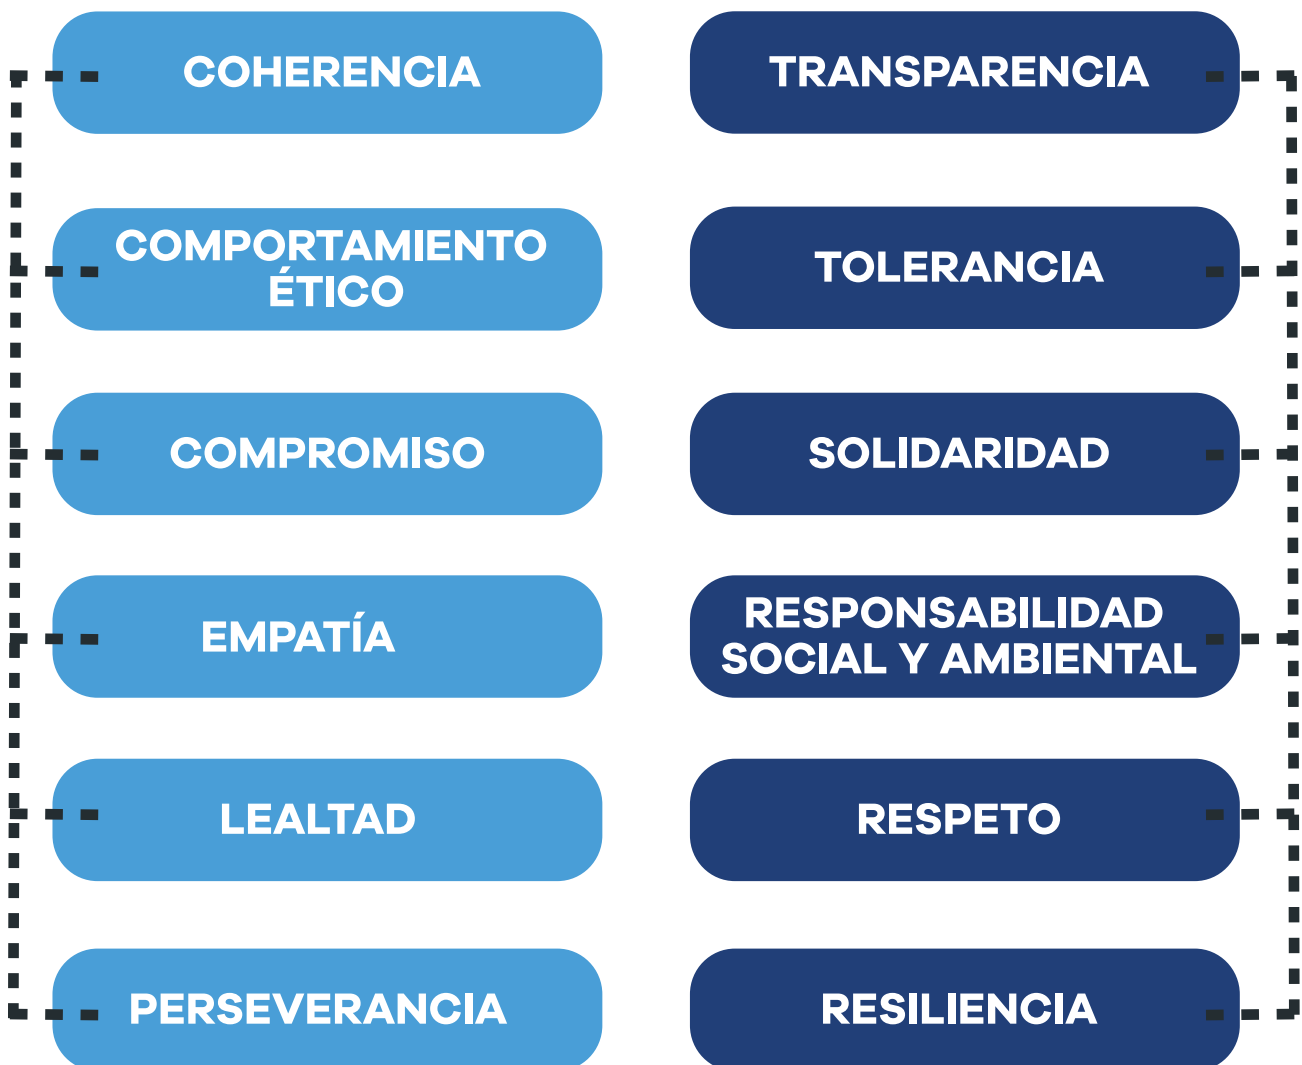 COHERENCIA
COMPORTAMIENTO
ÉTICO
COMPROMISO
EMPATÍA
LEALTAD
PERSEVERANCIA
TRANSPARENCIA
TOLERANCIA
SOLIDARIDAD
RESPONSABILIDAD
SOCIAL Y AMBIENTAL
RESPETO
RESILIENCIA